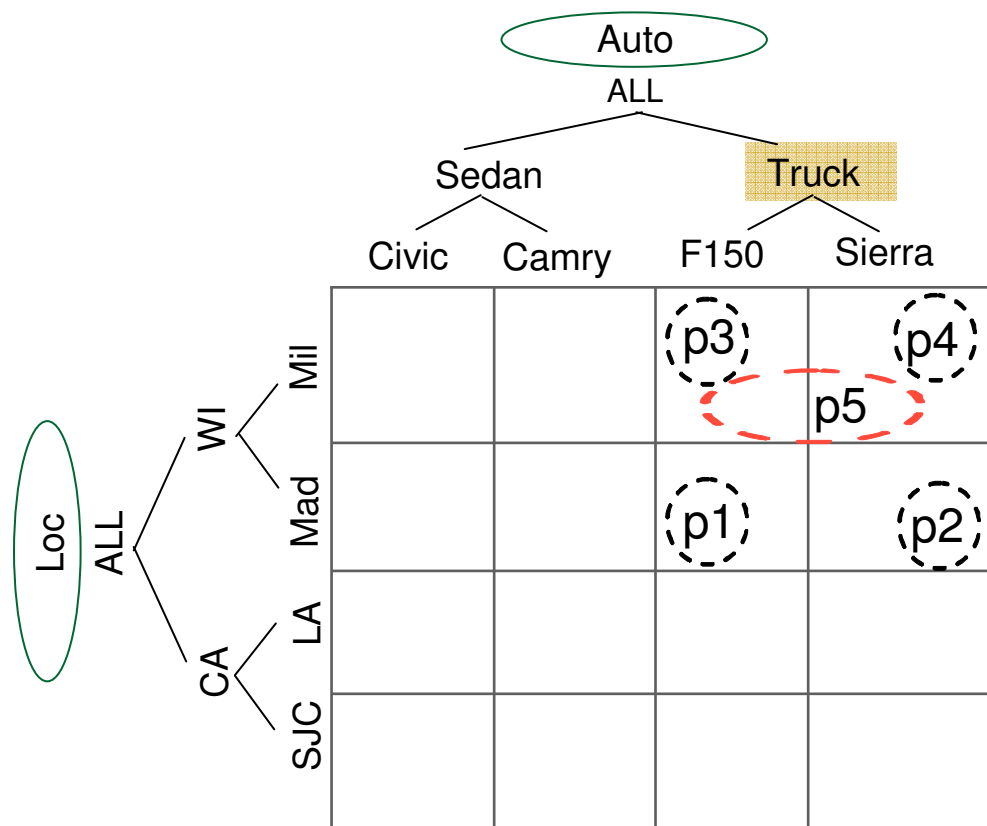 Auto
ALL
Sedan
Truck
Civic
Camry
F150
Sierra
Loc
ALL
WI
CA
Mil
Mad
LA
SJC
p3
p4
p5
p1
p2